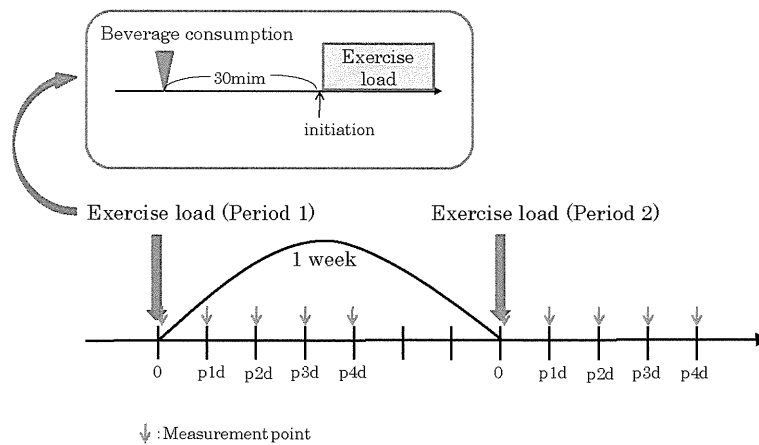 Beverage consumption
30mim
Exercise
load
initiation
Exercise load (Period 1)
Exercise load (Period 2)
1 week
0 p1d p2d p3d p4d 0 p1d p2d p3d p4d
: Measurement point